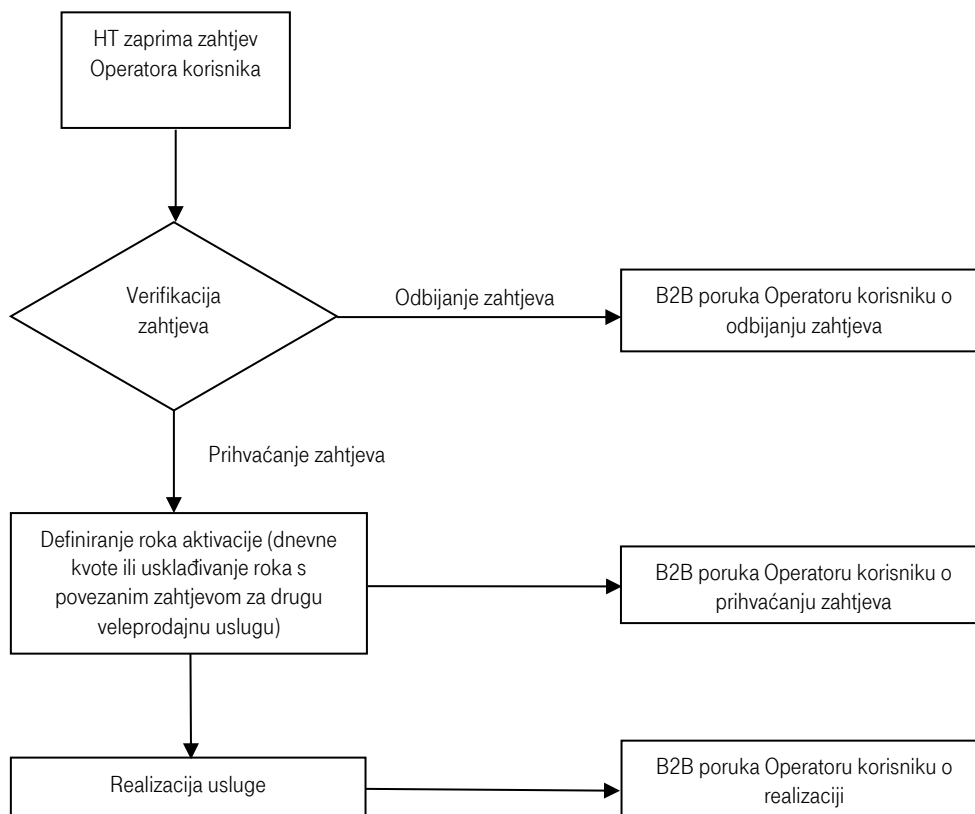 HT zaprima zahtjev
Operatora korisnika
Verifikacija
zahtjeva
Odbijanje zahtjeva
B2B poruka Operatoru korisniku o
odbijanju zahtjeva
Prihvaćanje zahtjeva
Definiranje roka aktivacije (dnevne
kvote ili usklađivanje roka s
povezanim zahtjevom za drugu
veleprodajnu uslugu)
B2B poruka Operatoru korisniku o
prihvaćanju zahtjeva
Realizacija usluge
B2B poruka Operatoru korisniku o
realizaciji